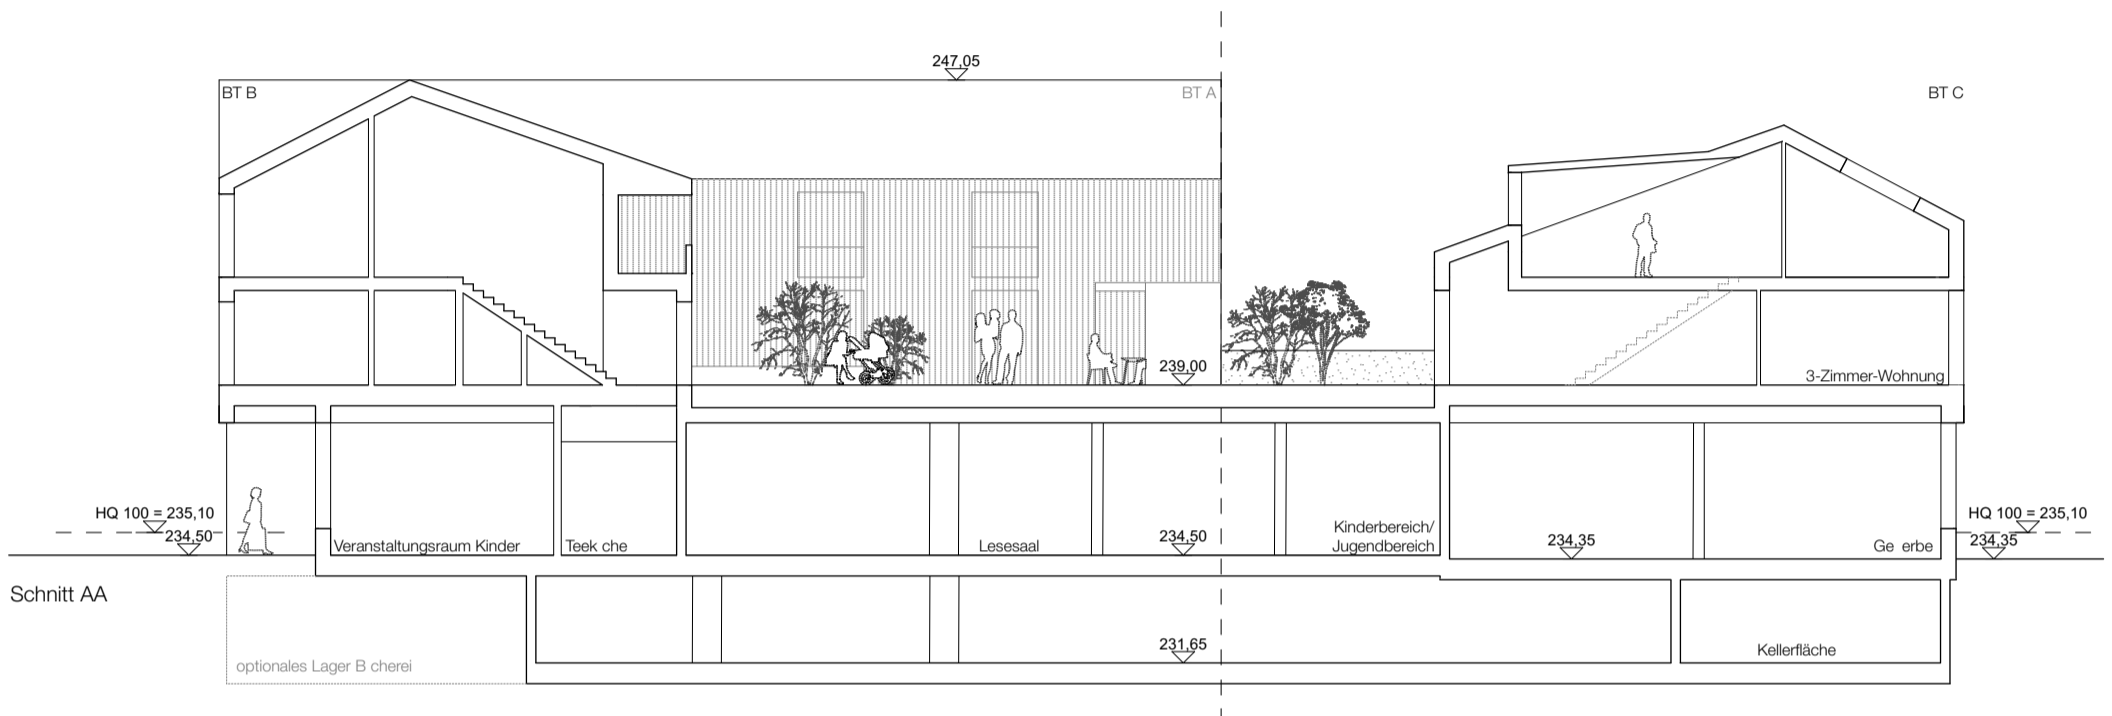 247,05
BT B
BT A
BT C
239,00
3-Zimmer-Wohnung
HQ 100 = 235,10
234,50
Veranstaltungsraum Kinder
Teek che
Lesesaal
234,50
Kinderbereich/
Jugendbereich
234,35
Ge erbe
HQ 100 = 235,10
234,35
Schnitt AA
optionales Lager B cherei
231,65
Kellerfläche